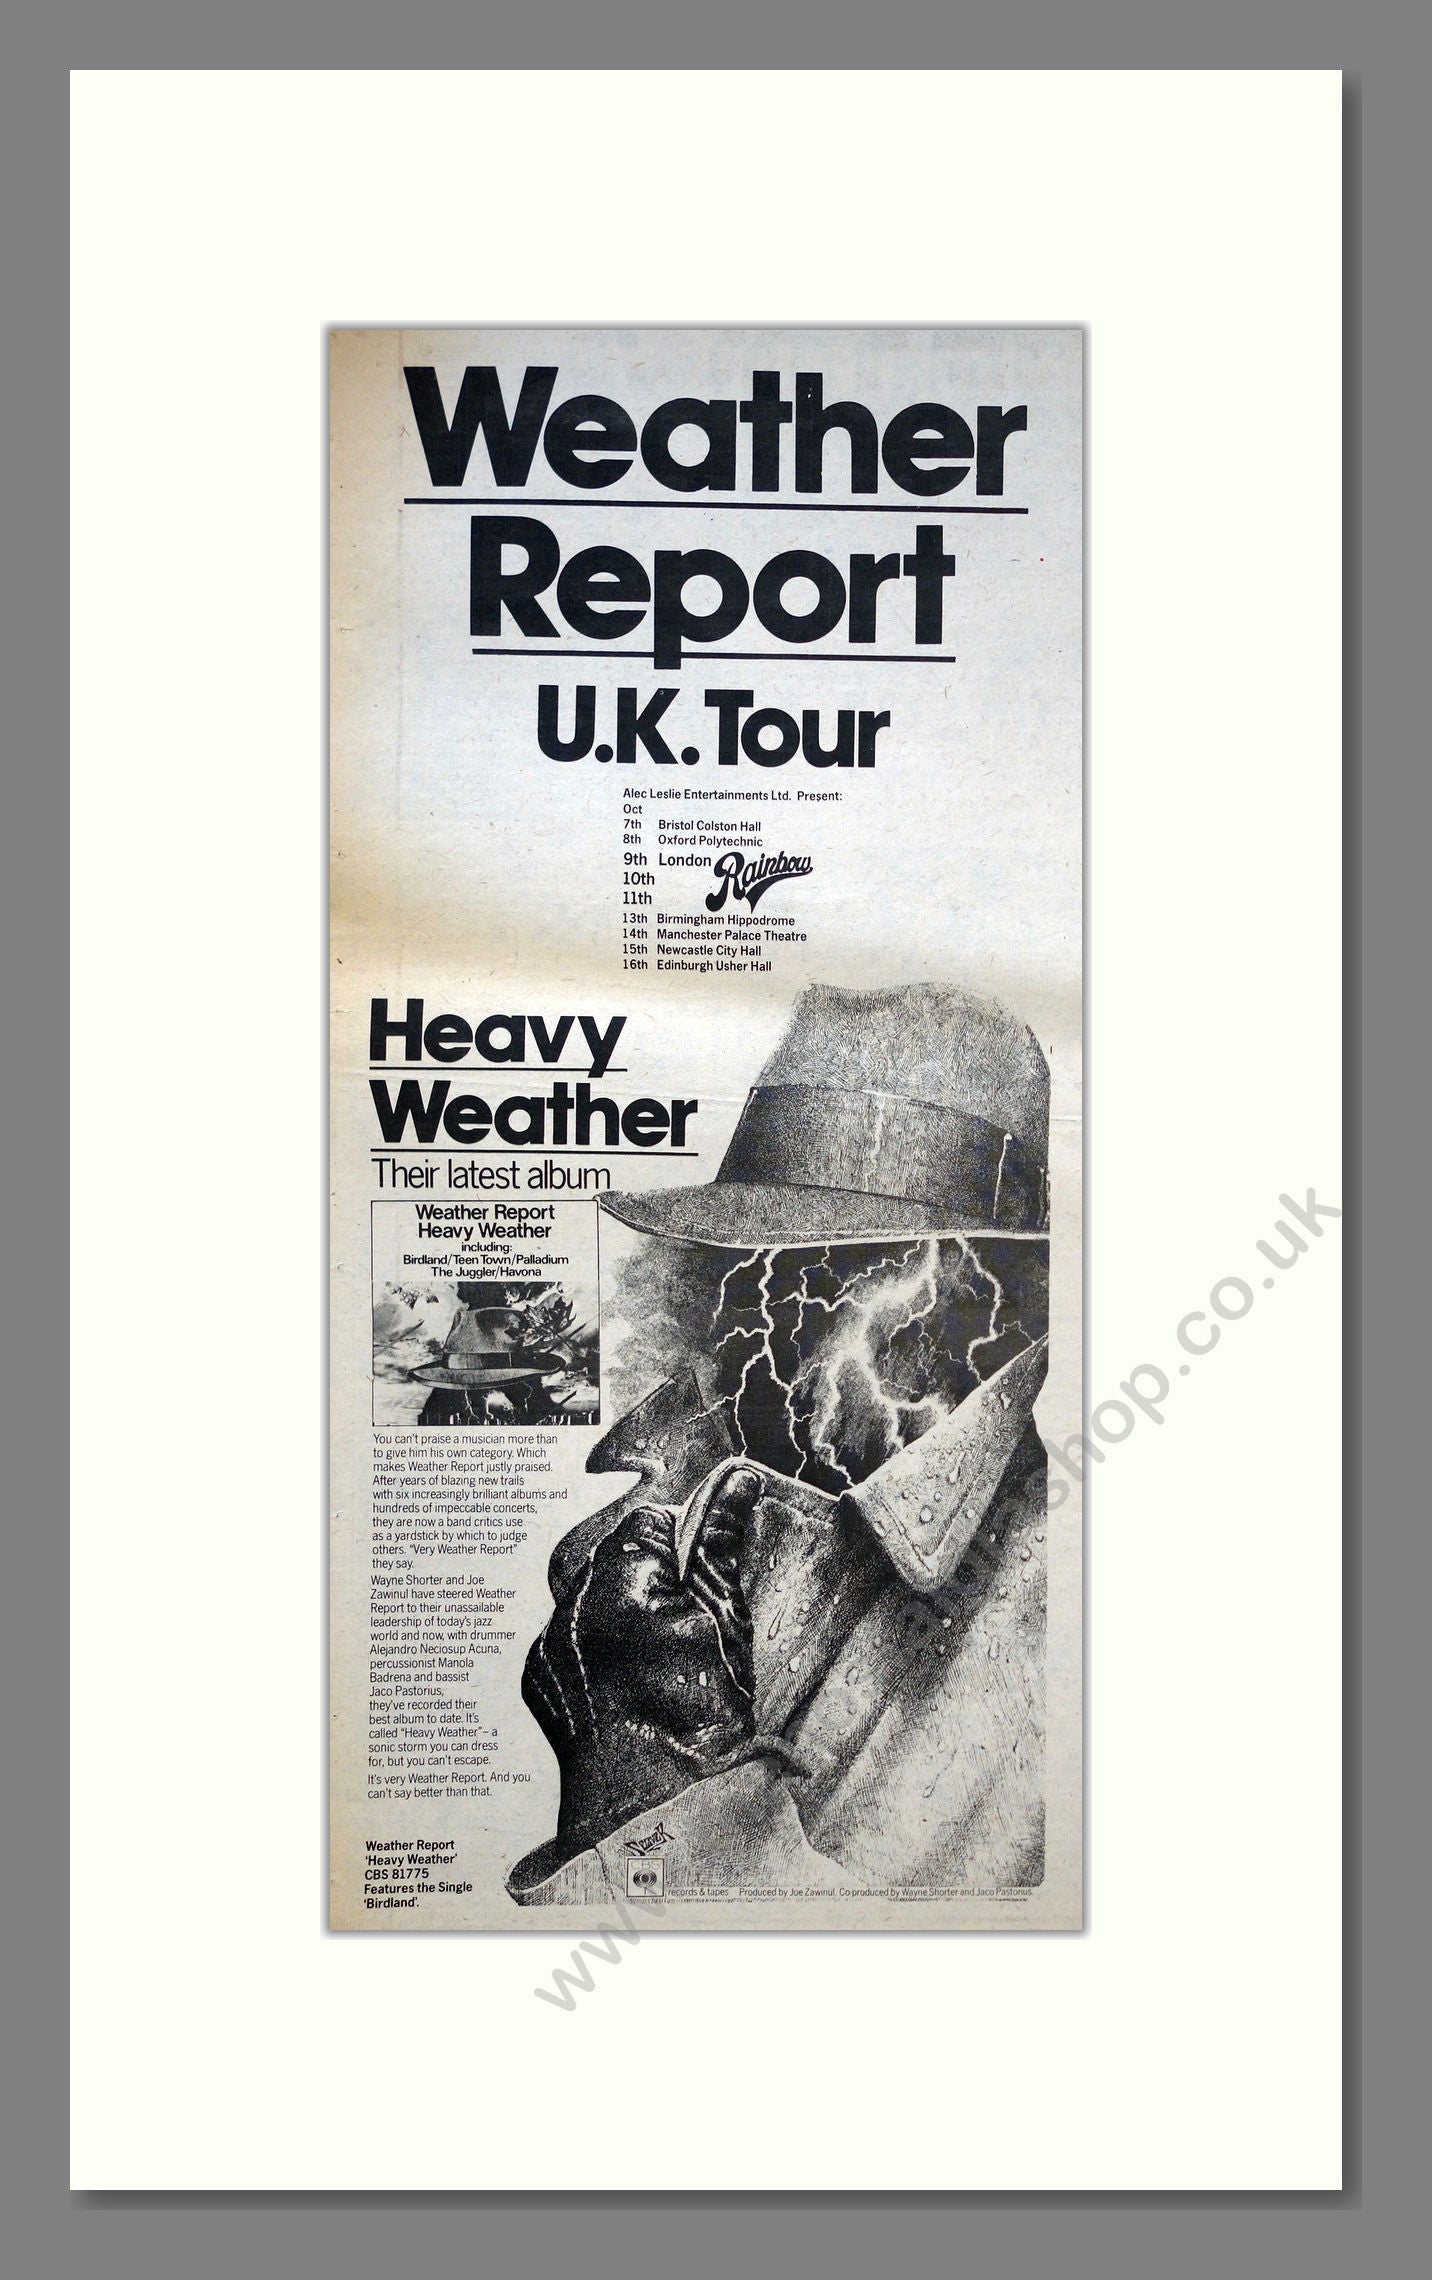 Weather
Report
U.K. Tour
Alec Leslie Entertainments Ltd. Present:
Oct
7th Bristol Colston Hall
8th Oxford Polytechnic
9th London Rainbow
10th
11th
13th Birmingham Hippodrome
14th Manchester Palace Theatre
15th Newcastle City Hall
16th Edinburgh Usher Hall
Heavy
Weather
Their latest album
Weather Report
Heavy Weather
including:
Birdland/Teen Town/Palladium
The Juggler/Havona
You can't praise a musician more than
to give him his own category. Which
makes Weather Report justly praised.
After years of blazing new trails
with six increasingly brilliant albums and
hundreds of impeccable concerts,
they are now a band critics use
as a yardstick by which to judge
others. "Very Weather Report"
they say.
Wayne Shorter and Joe
Zawinul have steered Weather
Report to their unassailable
leadership of today's jazz
world and now, with drummer
Alejandro Neciosup Acuna,
percussionist Manola
Badrena and bassist
Jaco Pastorius,
they've recorded their
best album to date. It's
called "Heavy Weather"– a
sonic storm you can dress
for, but you can't escape.
It's very Weather Report. And you
can't say better than that.
Weather Report
'Heavy Weather'
CBS 81775
Features the Single
'Birdland'.
CBS
records & tapes Produced by Joe Zawinul. Co-produced by Wayne Shorter and Jaco Pastorius.